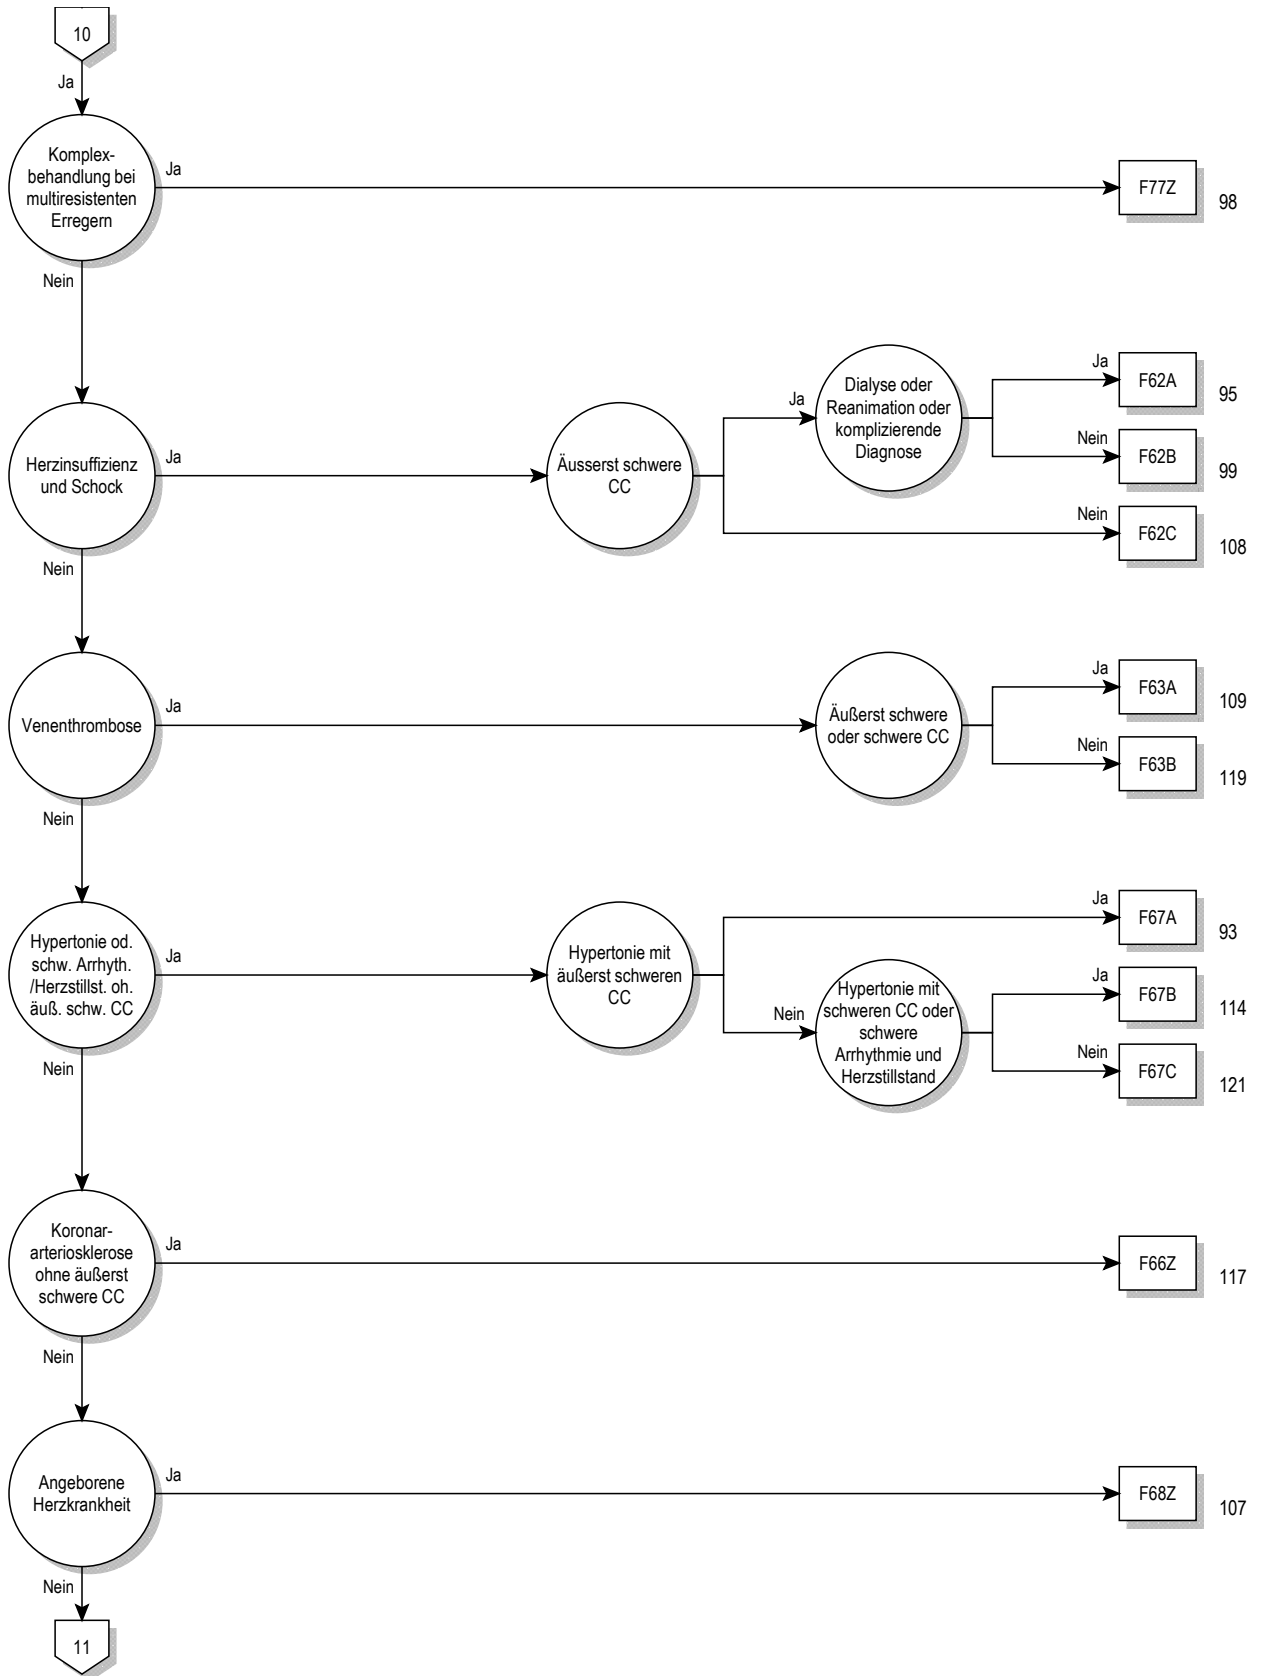 10
Ja
Komplex-
behandlung bei
multiresistenten
Erregern
Ja
F77Z
98
Nein
Herzinsuffizienz
und Schock
Ja
Äusserst schwere
CC
Ja
Dialyse oder
Reanimation oder
komplizierende
Diagnose
Ja
F62A
95
Nein
F62B
99
Nein
F62C
108
Nein
Venenthrombose
Ja
Äußerst schwere
oder schwere CC
Ja
F63A
109
Nein
F63B
119
Nein
Hypertonie od.
schw. Arrhyth.
/Herzstillst. oh.
äuß. schw. CC
Ja
Hypertonie mit
äußerst schweren
CC
Ja
F67A
93
Nein
Hypertonie mit
schweren CC oder
schwere
Arrhythmie und
Herzstillstand
Ja
F67B
114
Nein
F67C
121
Nein
Koronar-
arteriosklerose
ohne äußerst
schwere CC
Ja
F66Z
117
Nein
Angeborene
Herzkrankheit
Ja
F68Z
107
Nein
11